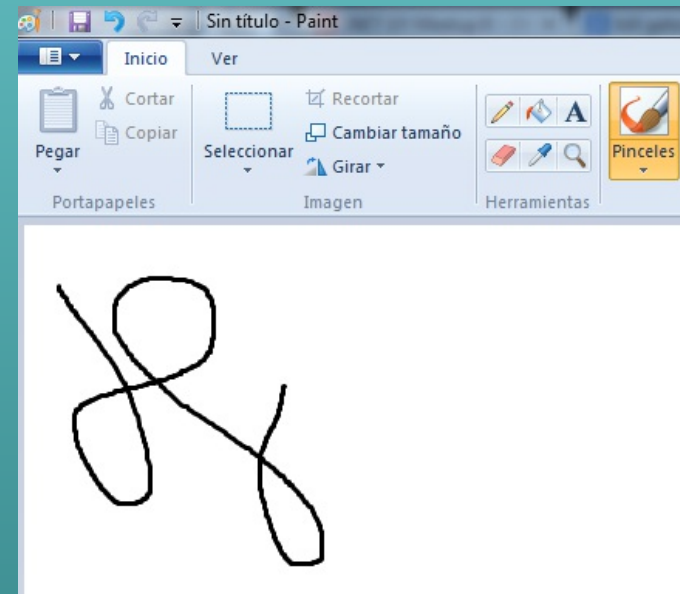 Sin título - Paint
Inicio Ver
Pegar
Cortar
Copiar
Portapapeles
Seleccionar
Recortar
Cambiar tamaño
Girar
Imagen
A
Herramientas
Pinceles